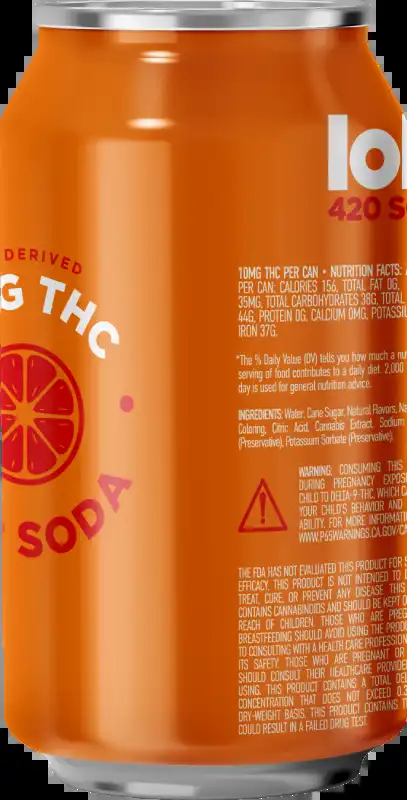 DERIVED
G THC
SODA
lol
420 S
10MG THC PER CAN • NUTRITION FACTS:
PER CAN: CALORIES 156, TOTAL FAT 0G,
35MG, TOTAL CARBOHYDRATES 38G, TOTAL
44G, PROTEIN 0G, CALCIUM 0MG, POTASSIU
IRON 37G.
*The % Daily Value (DV) tells you how much a nu
serving of food contributes to a daily diet. 2,000
day is used for general nutrition advice.
INGREDIENTS: Water, Cane Sugar, Natural Flavors, Na
Coloring, Citric Acid, Cannabis Extract, Sodium
(Preservative), Potassium Sorbate (Preservative).
WARNING: CONSUMING THIS
DURING PREGNANCY EXPOS
CHILD TO DELTA-9-THC, WHICH CA
YOUR CHILD'S BEHAVIOR AND
ABILITY. FOR MORE INFORMATI
WWW.P65WARNINGS.CA.GOV/CA
THE FDA HAS NOT EVALUATED THIS PRODUCT FOR S
EFFICACY. THIS PRODUCT IS NOT INTENDED TO
TREAT, CURE, OR PREVENT ANY DISEASE. THIS
CONTAINS CANNABINOIDS AND SHOULD BE KEPT O
REACH OF CHILDREN. THOSE WHO ARE PREG
BREASTFEEDING SHOULD AVOID USING THE PRODU
TO CONSULTING WITH A HEALTH CARE PROFESSION
ITS SAFETY. THOSE WHO ARE PREGNANT OR
SHOULD CONSULT THEIR HEALTHCARE PROVIDE
USING. THIS PRODUCT CONTAINS A TOTAL DEL
CONCENTRATION THAT DOES NOT EXCEED 0.3
DRY-WEIGHT BASIS. THIS PRODUCT CONTAINS T
COULD RESULT IN A FAILED DRUG TEST.